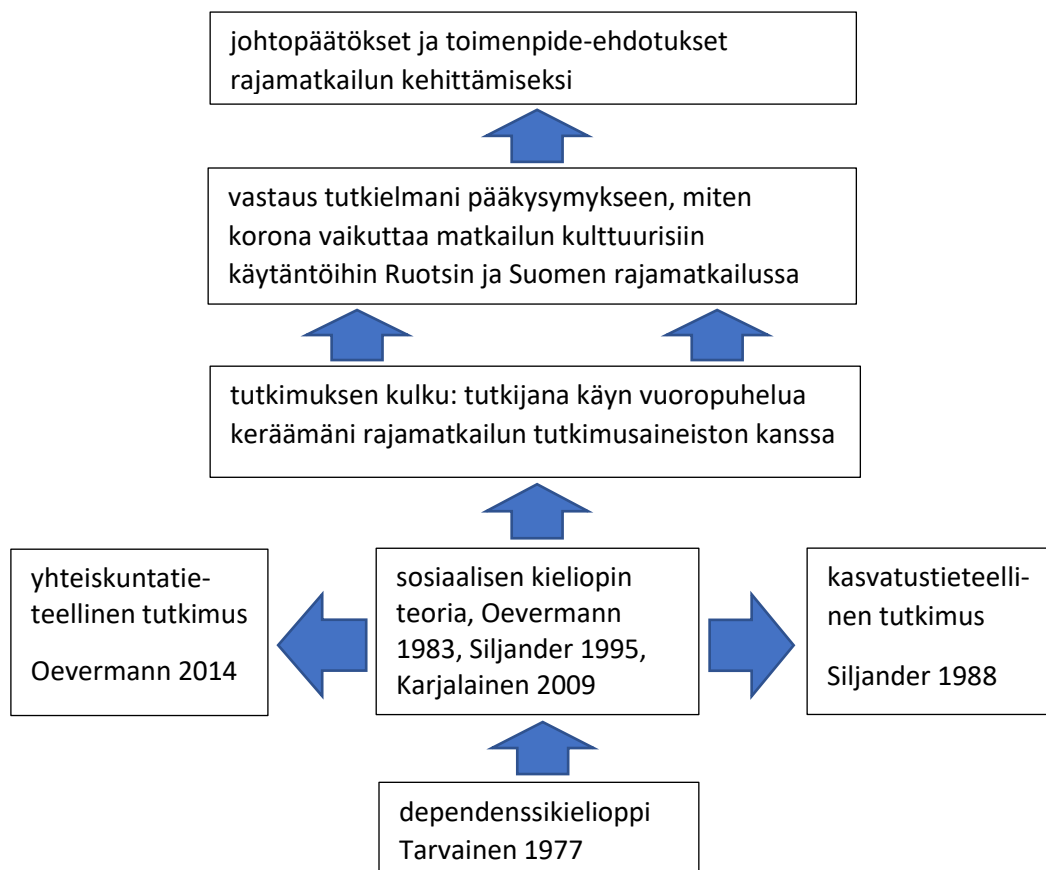 johtopäätökset ja toimenpide-ehdotukset
rajamatkailun kehittämiseksi
vastaus tutkielmani pääkysymykseen, miten
korona vaikuttaa matkailun kulttuurisiin
käytäntöihin Ruotsin ja Suomen rajamatkailussa
tutkimuksen kulku: tutkijana käyn vuoropuhelua
keräämäni rajamatkailun tutkimusaineiston kanssa
yhteiskuntatie-
teellinen tutkimus
Oevermann 2014
sosiaalisen kieliopin
teoria, Oevermann
1983, Siljander 1995,
Karjalainen 2009
kasvatustieteelli-
nen tutkimus
Siljander 1988
dependenssikielioppi
Tarvainen 1977